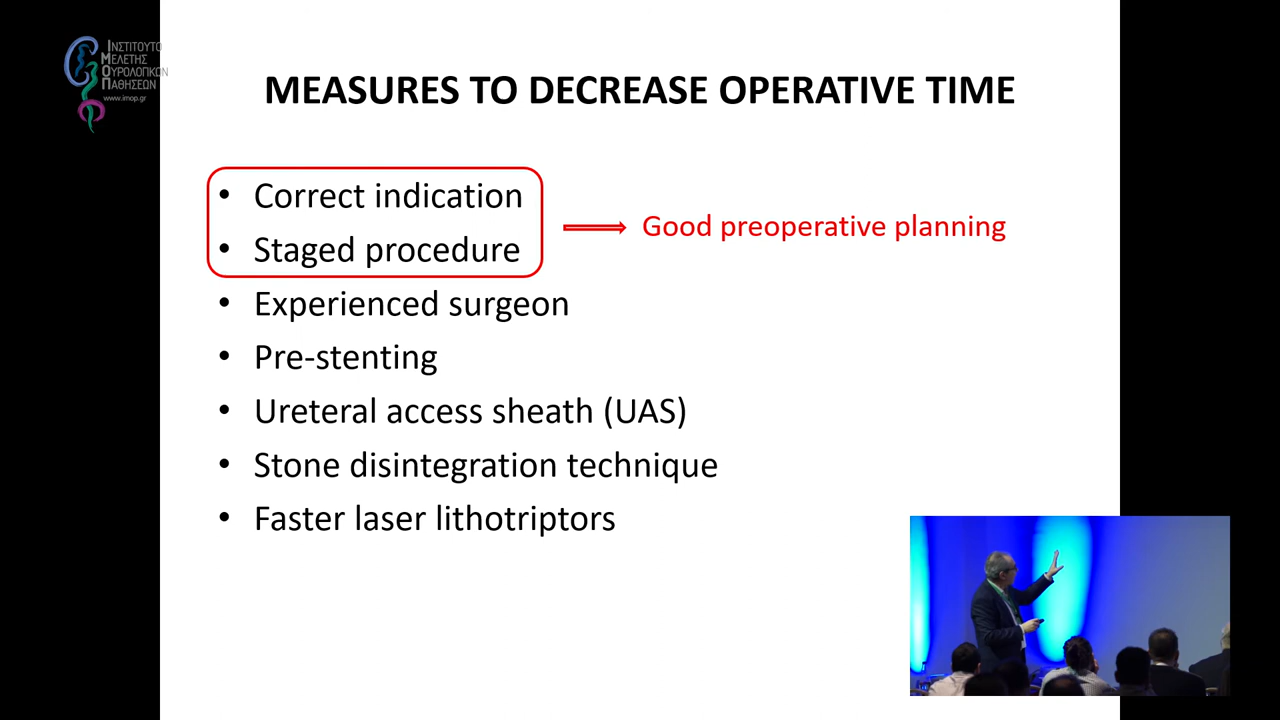 ΙΝΣΤΙΤΟΥΤΟ
ΜΕΛΕΤΗΣ
ΟΥΡΟΛΟΓΙΚΩΝ
ΠΑΘΗΣΕΩΝ
www.imop.gr
MEASURES TO DECREASE OPERATIVE TIME
• Correct indication
• Staged procedure
Good preoperative planning
• Experienced surgeon
• Pre-stenting
• Ureteral access sheath (UAS)
• Stone disintegration technique
• Faster laser lithotriptors